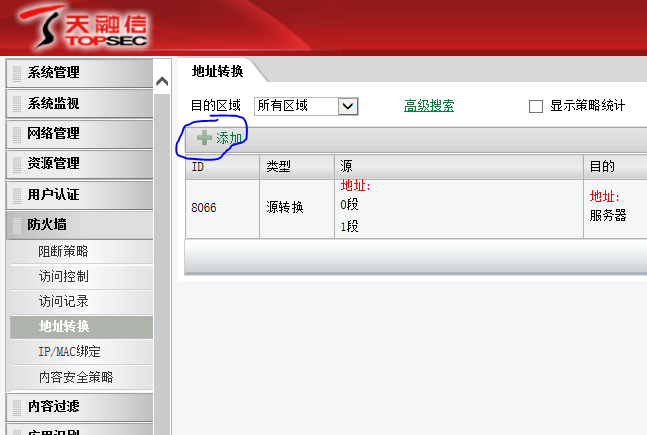 天融信
TOPSEC
系统管理
系统监视
网络管理
资源管理
用户认证
防火墙
阻断策略
访问控制
访问记录
地址转换
IP/MAC绑定
内容安全策略
内容过滤
应用识别
地址转换
目的区域 所有区域 高级搜索 显示策略统计
添加
ID 类型 源 目的
8066 源转换 地址: 0段 1段 地址: 服务器